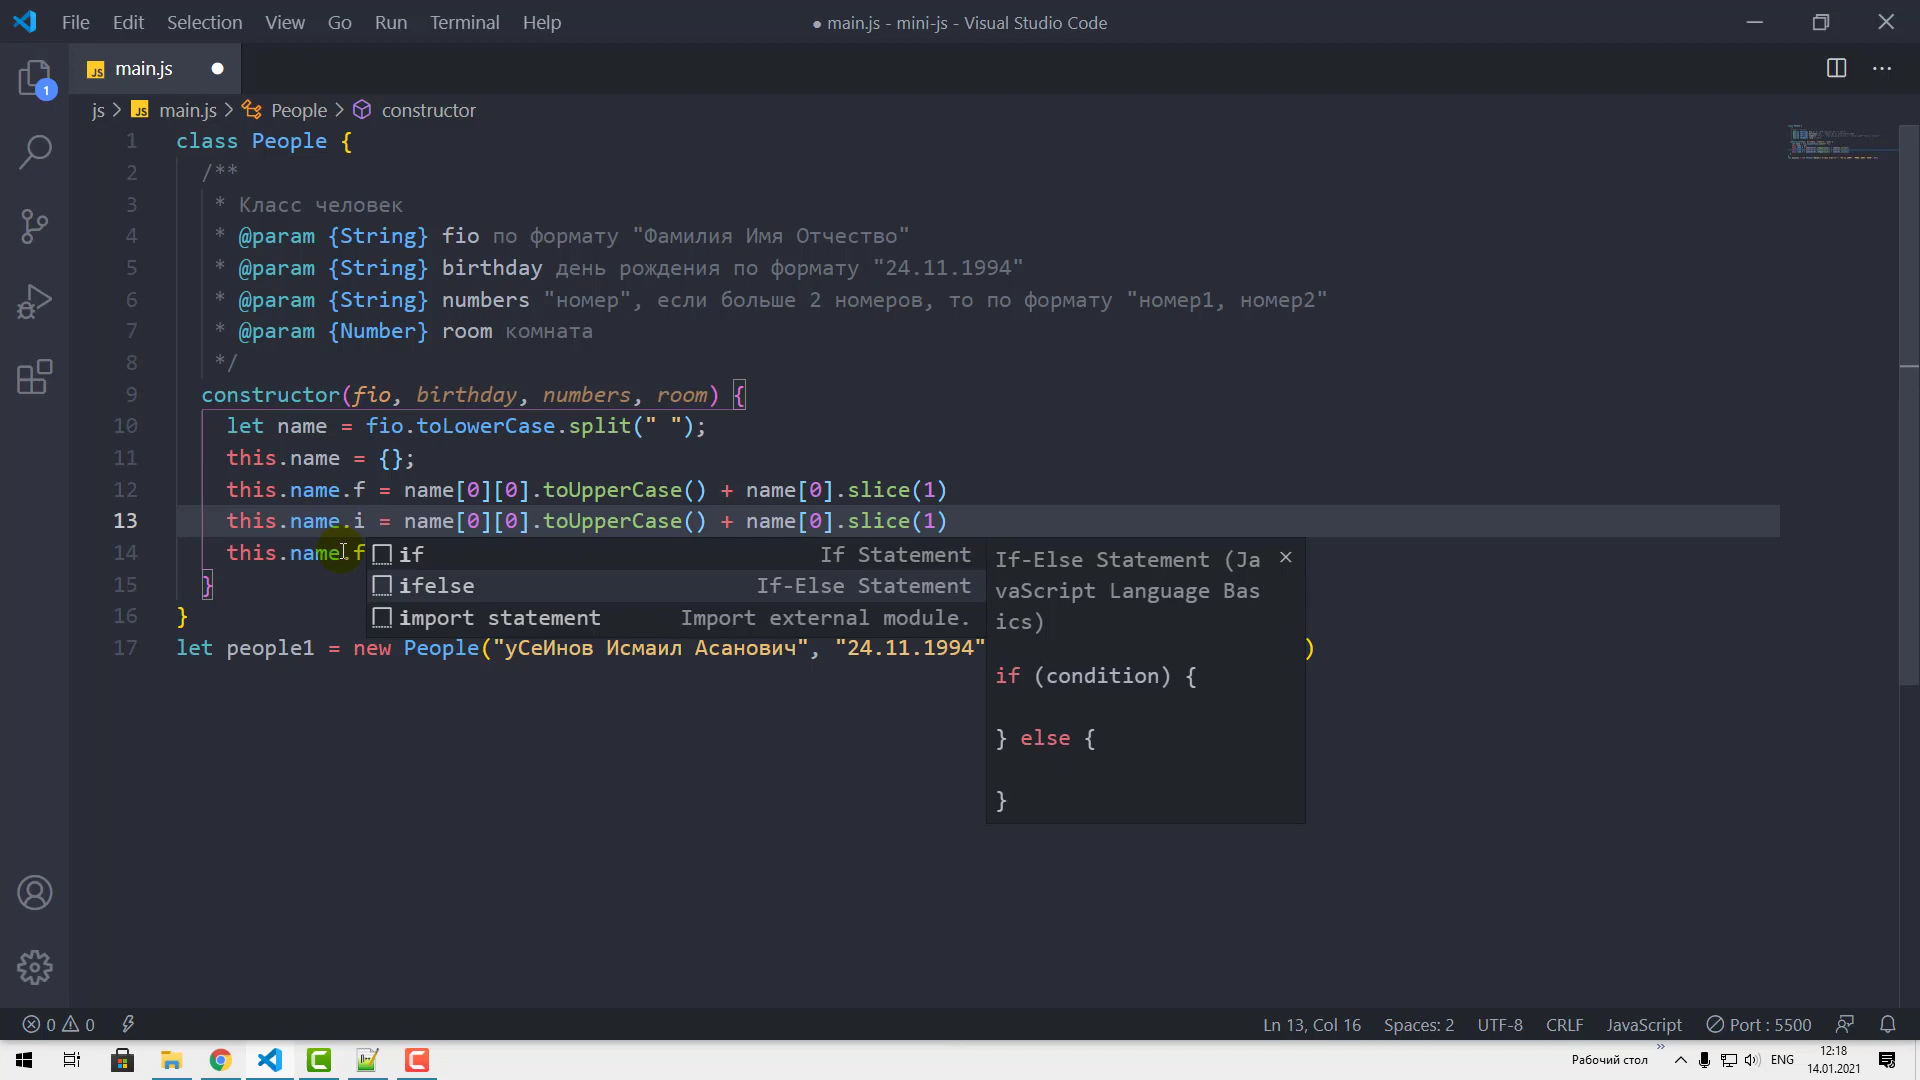 File Edit Selection View Go Run Terminal Help
● main.js - mini-js - Visual Studio Code
JS main.js
1
js > JS main.js > People > constructor
1 class People {
2 /**
3 * Класс человек
4 * @param {String} fio по формату "Фамилия Имя Отчество"
5 * @param {String} birthday день рождения по формату "24.11.1994"
6 * @param {String} numbers "номер", если больше 2 номеров, то по формату "номер1, номер2"
7 * @param {Number} room комната
8 */
9 constructor(fio, birthday, numbers, room) {
10 let name = fio.toLowerCase.split(" ");
11 this.name = {};
12 this.name.f = name[0][0].toUpperCase() + name[0].slice(1)
13 this.name.i = name[0][0].toUpperCase() + name[0].slice(1)
14 this.name.f
15 }
16 }
17 let people1 = new People("уСеИнов Исмаил Асанович", "24.11.1994" )
if If Statement
ifelse If-Else Statement
import statement Import external module.
If-Else Statement (Ja
vaScript Language Bas
ics)
if (condition) {
} else {
}
0 0
Ln 13, Col 16 Spaces: 2 UTF-8 CRLF JavaScript Port : 5500
Рабочий стол
ENG
12:18
14.01.2021